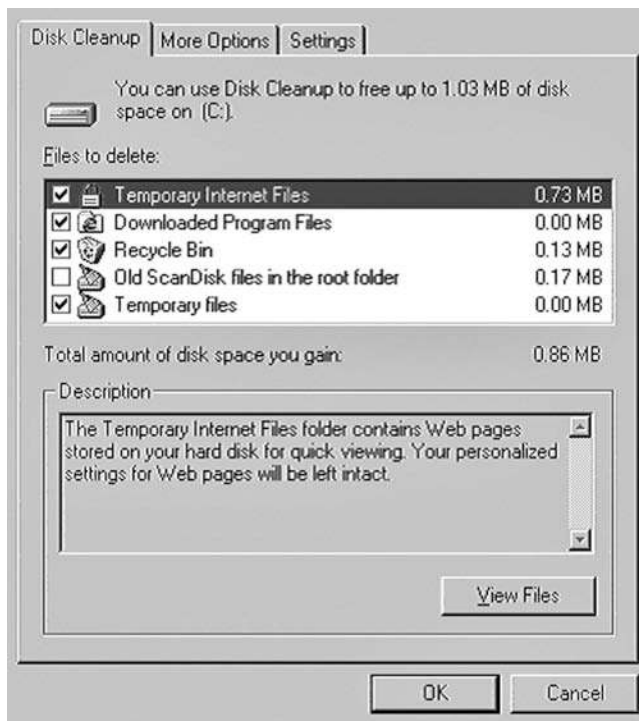 Disk Cleanup More Options Settings
You can use Disk Cleanup to free up to 1.03 MB of disk
space on (C:).
Files to delete:
Temporary Internet Files 0.73 MB
Downloaded Program Files 0.00 MB
Recycle Bin 0.13 MB
Old ScanDisk files in the root folder 0.17 MB
Temporary files 0.00 MB
Total amount of disk space you gain: 0.86 MB
Description
The Temporary Internet Files folder contains Web pages
stored on your hard disk for quick viewing. Your personalized
settings for Web pages will be left intact.
View Files
OK Cancel